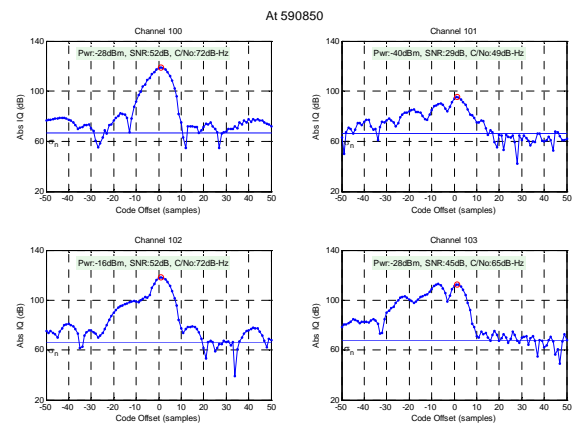 At 590850
Channel 100
Pwr:-28dBm, SNR:52dB, C/No:72dB-Hz
140
100
60
20
Abs IQ (dB)
σn
-50 -40 -30 -20 -10 0 10 20 30 40 50
Code Offset (samples)
Channel 101
Pwr:-40dBm, SNR:29dB, C/No:49dB-Hz
140
100
60
20
Abs IQ (dB)
σn
-50 -40 -30 -20 -10 0 10 20 30 40 50
Code Offset (samples)
Channel 102
Pwr:-16dBm, SNR:52dB, C/No:72dB-Hz
140
100
60
20
Abs IQ (dB)
σn
-50 -40 -30 -20 -10 0 10 20 30 40 50
Code Offset (samples)
Channel 103
Pwr:-28dBm, SNR:45dB, C/No:65dB-Hz
140
100
60
20
Abs IQ (dB)
σn
-50 -40 -30 -20 -10 0 10 20 30 40 50
Code Offset (samples)